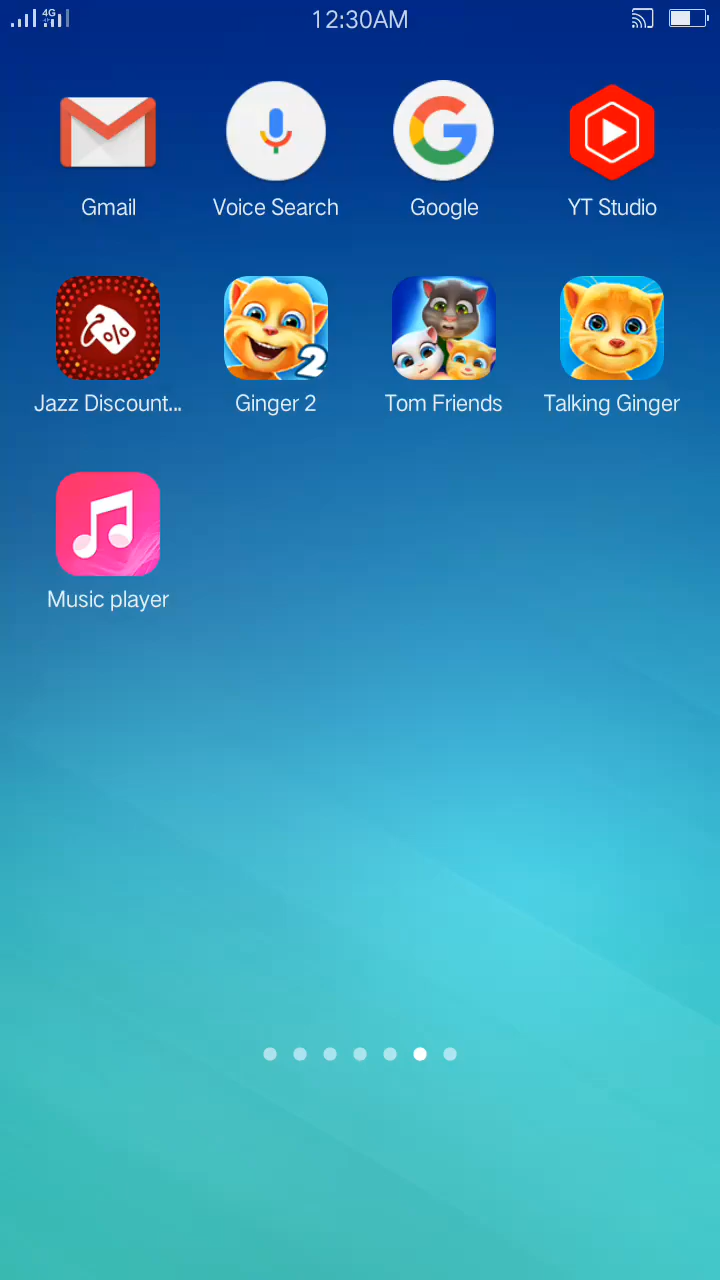 4G 12:30AM
Gmail Voice Search Google YT Studio
2
Jazz Discount... Ginger 2 Tom Friends Talking Ginger
Music player